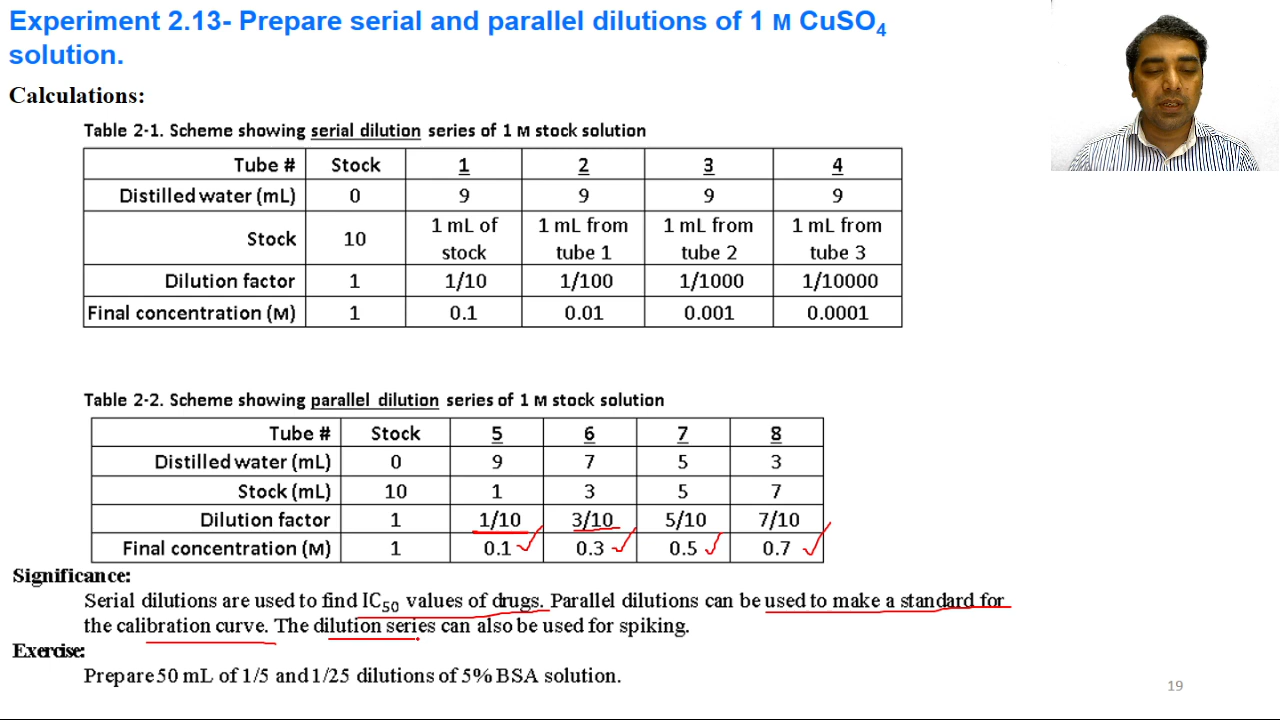 Experiment 2.13- Prepare serial and parallel dilutions of 1 M CuSO₄
solution.
Calculations:
Table 2-1. Scheme showing serial dilution series of 1 M stock solution
Tube # Stock 1 2 3 4
Distilled water (mL) 0 9 9 9 9
Stock 10 1 mL of stock 1 mL from tube 1 1 mL from tube 2 1 mL from tube 3
Dilution factor 1 1/10 1/100 1/1000 1/10000
Final concentration (M) 1 0.1 0.01 0.001 0.0001
Table 2-2. Scheme showing parallel dilution series of 1 M stock solution
Tube # Stock 5 6 7 8
Distilled water (mL) 0 9 7 5 3
Stock (mL) 10 1 3 5 7
Dilution factor 1 1/10 3/10 5/10 7/10
Final concentration (M) 1 0.1 0.3 0.5 0.7
Significance:
Serial dilutions are used to find IC₅₀ values of drugs. Parallel dilutions can be used to make a standard for
the calibration curve. The dilution series can also be used for spiking.
Exercise:
Prepare 50 mL of 1/5 and 1/25 dilutions of 5% BSA solution.
19